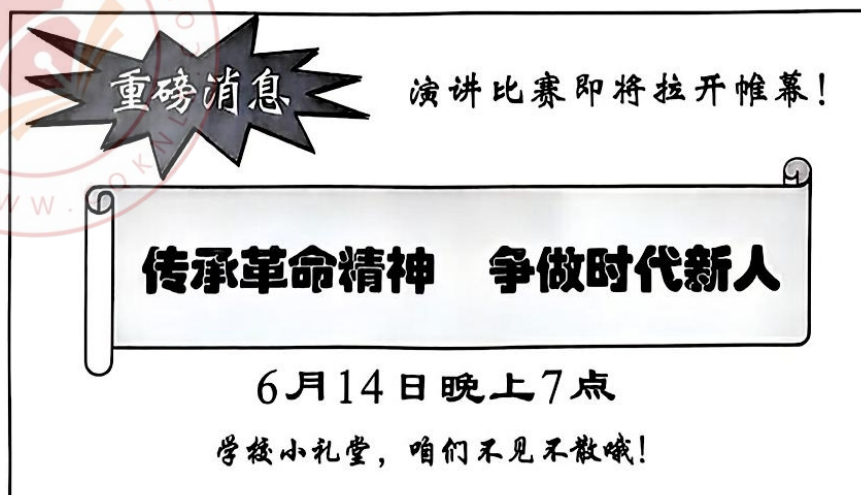 重磅消息
演讲比赛即将拉开帷幕!
传承革命精神 争做时代新人
6月14日晚上7点
学校小礼堂,咱们不见不散哦!